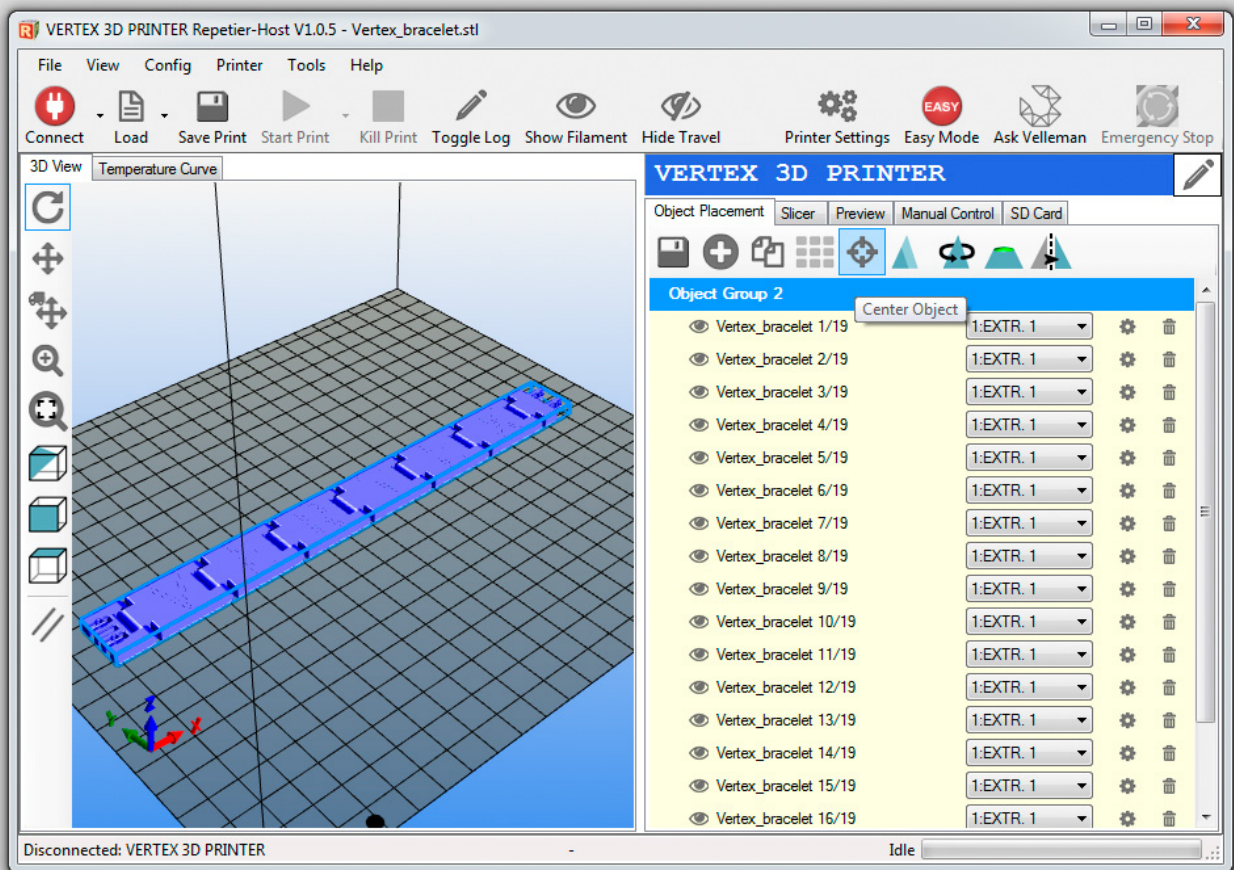 VERTEX 3D PRINTER Repetier-Host V1.0.5 - Vertex_bracelet.stl
File View Config Printer Tools Help
Connect Load Save Print Start Print Kill Print Toggle Log Show Filament Hide Travel Printer Settings EASY Easy Mode Ask Velleman Emergency Stop
3D View Temperature Curve
VERTEX 3D PRINTER
Object Placement Slicer Preview Manual Control SD Card
Object Group 2
Center Object
Vertex_bracelet 1/19 1:EXTR. 1
Vertex_bracelet 2/19 1:EXTR. 1
Vertex_bracelet 3/19 1:EXTR. 1
Vertex_bracelet 4/19 1:EXTR. 1
Vertex_bracelet 5/19 1:EXTR. 1
Vertex_bracelet 6/19 1:EXTR. 1
Vertex_bracelet 7/19 1:EXTR. 1
Vertex_bracelet 8/19 1:EXTR. 1
Vertex_bracelet 9/19 1:EXTR. 1
Vertex_bracelet 10/19 1:EXTR. 1
Vertex_bracelet 11/19 1:EXTR. 1
Vertex_bracelet 12/19 1:EXTR. 1
Vertex_bracelet 13/19 1:EXTR. 1
Vertex_bracelet 14/19 1:EXTR. 1
Vertex_bracelet 15/19 1:EXTR. 1
Vertex_bracelet 16/19 1:EXTR. 1
Z
Y X
Disconnected: VERTEX 3D PRINTER - Idle